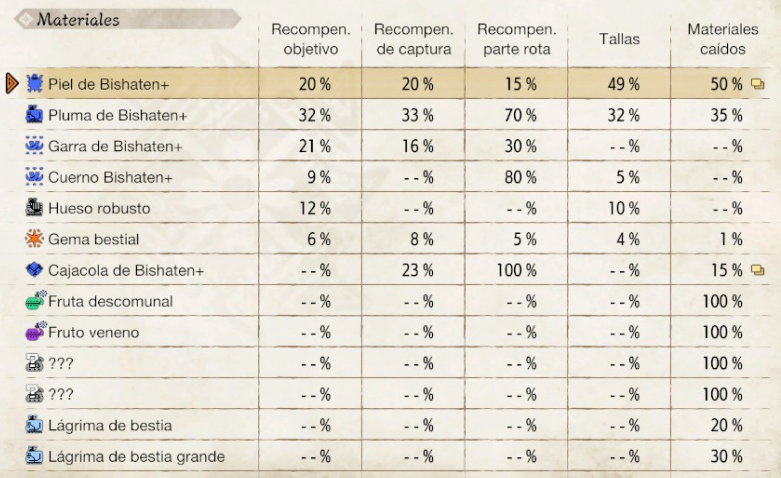 Materiales
Recompen. objetivo Recompen. de captura Recompen. parte rota Tallas Materiales caídos
Piel de Bishaten+ 20 % 20 % 15 % 49 % 50 %
Pluma de Bishaten+ 32 % 33 % 70 % 32 % 35 %
Garra de Bishaten+ 21 % 16 % 30 % - - % - - %
Cuerno Bishaten+ 9 % - - % 80 % 5 % - - %
Hueso robusto 12 % - - % - - % 10 % - - %
Gema bestial 6 % 8 % 5 % 4 % 1 %
Cajacola de Bishaten+ - - % 23 % 100 % - - % 15 %
Fruta descomunal - - % - - % - - % - - % 100 %
Fruto veneno - - % - - % - - % - - % 100 %
??? - - % - - % - - % - - % 100 %
??? - - % - - % - - % - - % 100 %
Lágrima de bestia - - % - - % - - % - - % 20 %
Lágrima de bestia grande - - % - - % - - % - - % 30 %